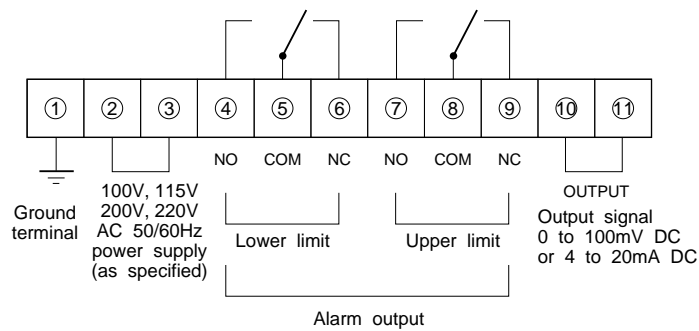 ① ② ③ ④ ⑤ ⑥ ⑦ ⑧ ⑨ ⑩ ⑪
NO COM NC NO COM NC
Ground
terminal
100V, 115V
200V, 220V
AC 50/60Hz
power supply
(as specified)
Lower limit
Upper limit
OUTPUT
Output signal
0 to 100mV DC
or 4 to 20mA DC
Alarm output